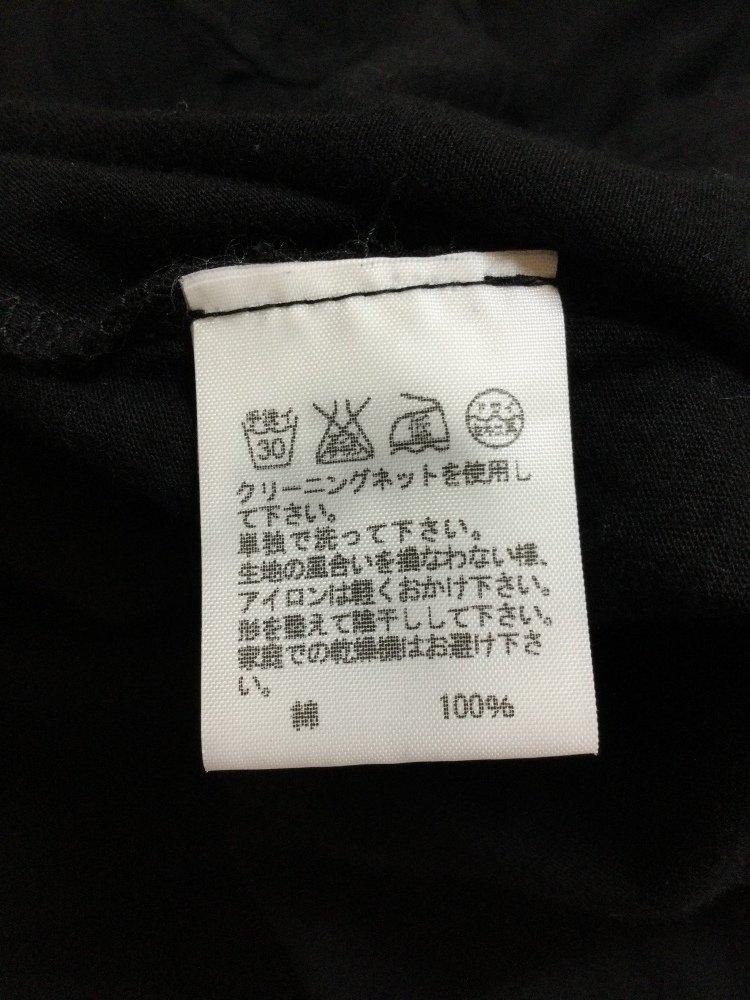 手洗イ
30
クリーニングネットを使用し
て下さい。
単独で洗って下さい。
生地の風合いを損なわない様、
アイロンは軽くおかけ下さい。
形を整えて陰干しして下さい。
家庭での乾燥機はお避け下さ
い。
綿 100%